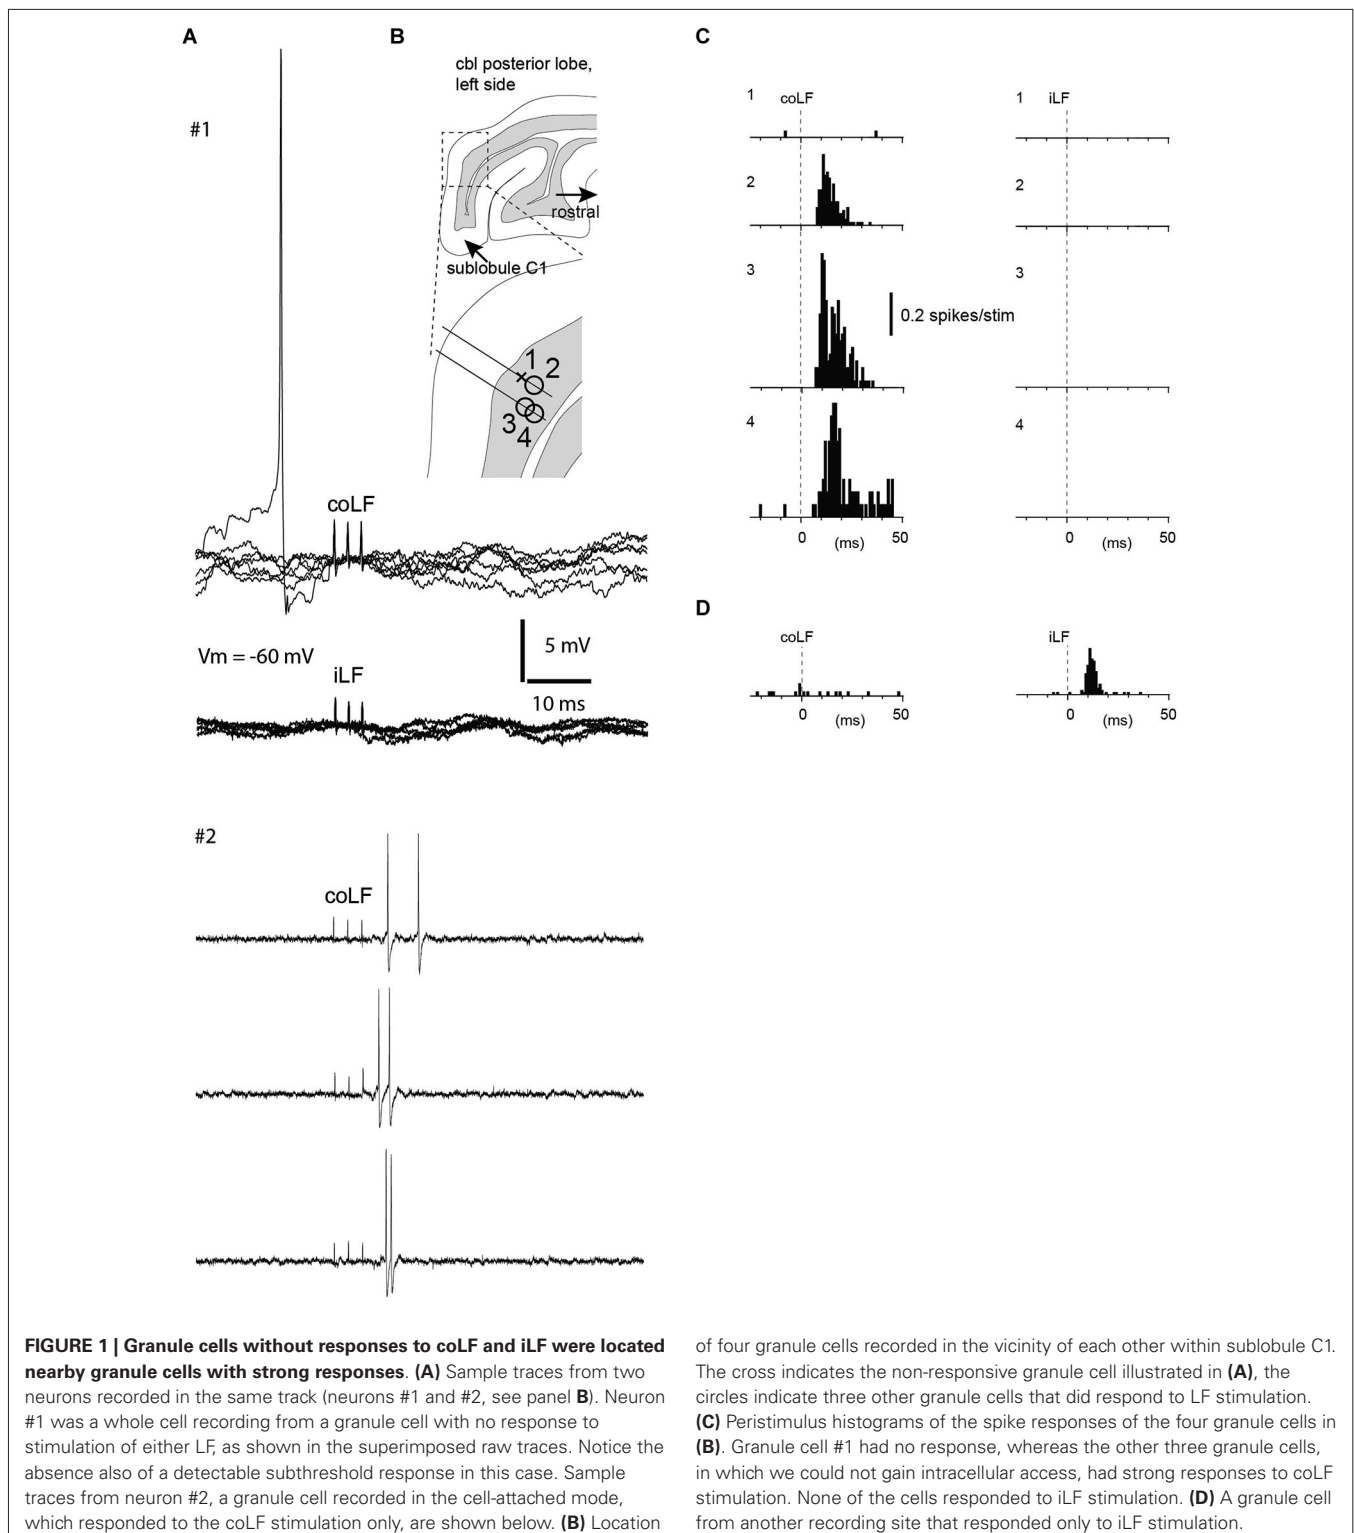 A
#1
coLF
Vm = -60 mV
5 mV
10 ms
iLF
#2
coLF
B
cbl posterior lobe,
left side
rostral
sublobule C1
1
2
3
4
C
1
coLF
2
3
0.2 spikes/stim
4
0
(ms)
50
1
iLF
2
3
4
0
(ms)
50
D
coLF
0
(ms)
50
iLF
0
(ms)
50
FIGURE 1 | Granule cells without responses to coLF and iLF were located
nearby granule cells with strong responses. (A) Sample traces from two
neurons recorded in the same track (neurons #1 and #2, see panel B). Neuron
#1 was a whole cell recording from a granule cell with no response to
stimulation of either LF, as shown in the superimposed raw traces. Notice the
absence also of a detectable subthreshold response in this case. Sample
traces from neuron #2, a granule cell recorded in the cell-attached mode,
which responded to the coLF stimulation only, are shown below. (B) Location
of four granule cells recorded in the vicinity of each other within sublobule C1.
The cross indicates the non-responsive granule cell illustrated in (A), the
circles indicate three other granule cells that did respond to LF stimulation.
(C) Peristimulus histograms of the spike responses of the four granule cells in
(B). Granule cell #1 had no response, whereas the other three granule cells,
in which we could not gain intracellular access, had strong responses to coLF
stimulation. None of the cells responded to iLF stimulation. (D) A granule cell
from another recording site that responded only to iLF stimulation.